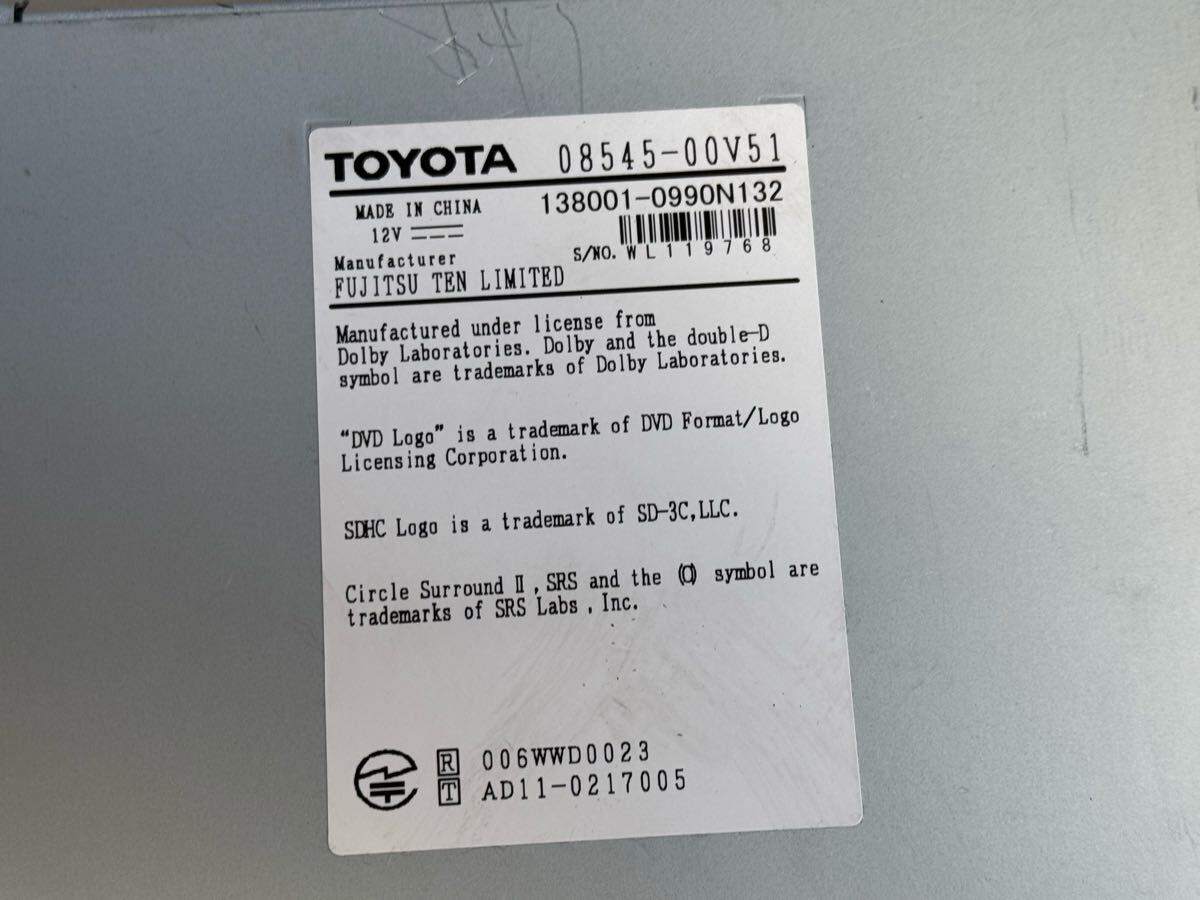 TOYOTA 08545-00V51
MADE IN CHINA 138001-0990N132
12V
S/NO. WL119768
Manufacturer
FUJITSU TEN LIMITED
Manufactured under license from
Dolby Laboratories. Dolby and the double-D
symbol are trademarks of Dolby Laboratories.
“DVD Logo” is a trademark of DVD Format/Logo
Licensing Corporation.
SDHC Logo is a trademark of SD-3C,LLC.
Circle Surround Ⅱ, SRS and the symbol are
trademarks of SRS Labs, Inc.
R 006WWD0023
T AD11-0217005